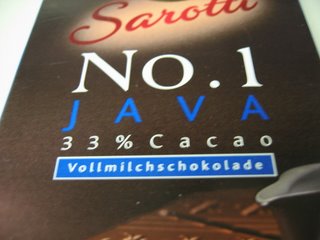 Sarotti
No.1
JAVA
33% Cacao
Vollmilchschokolade